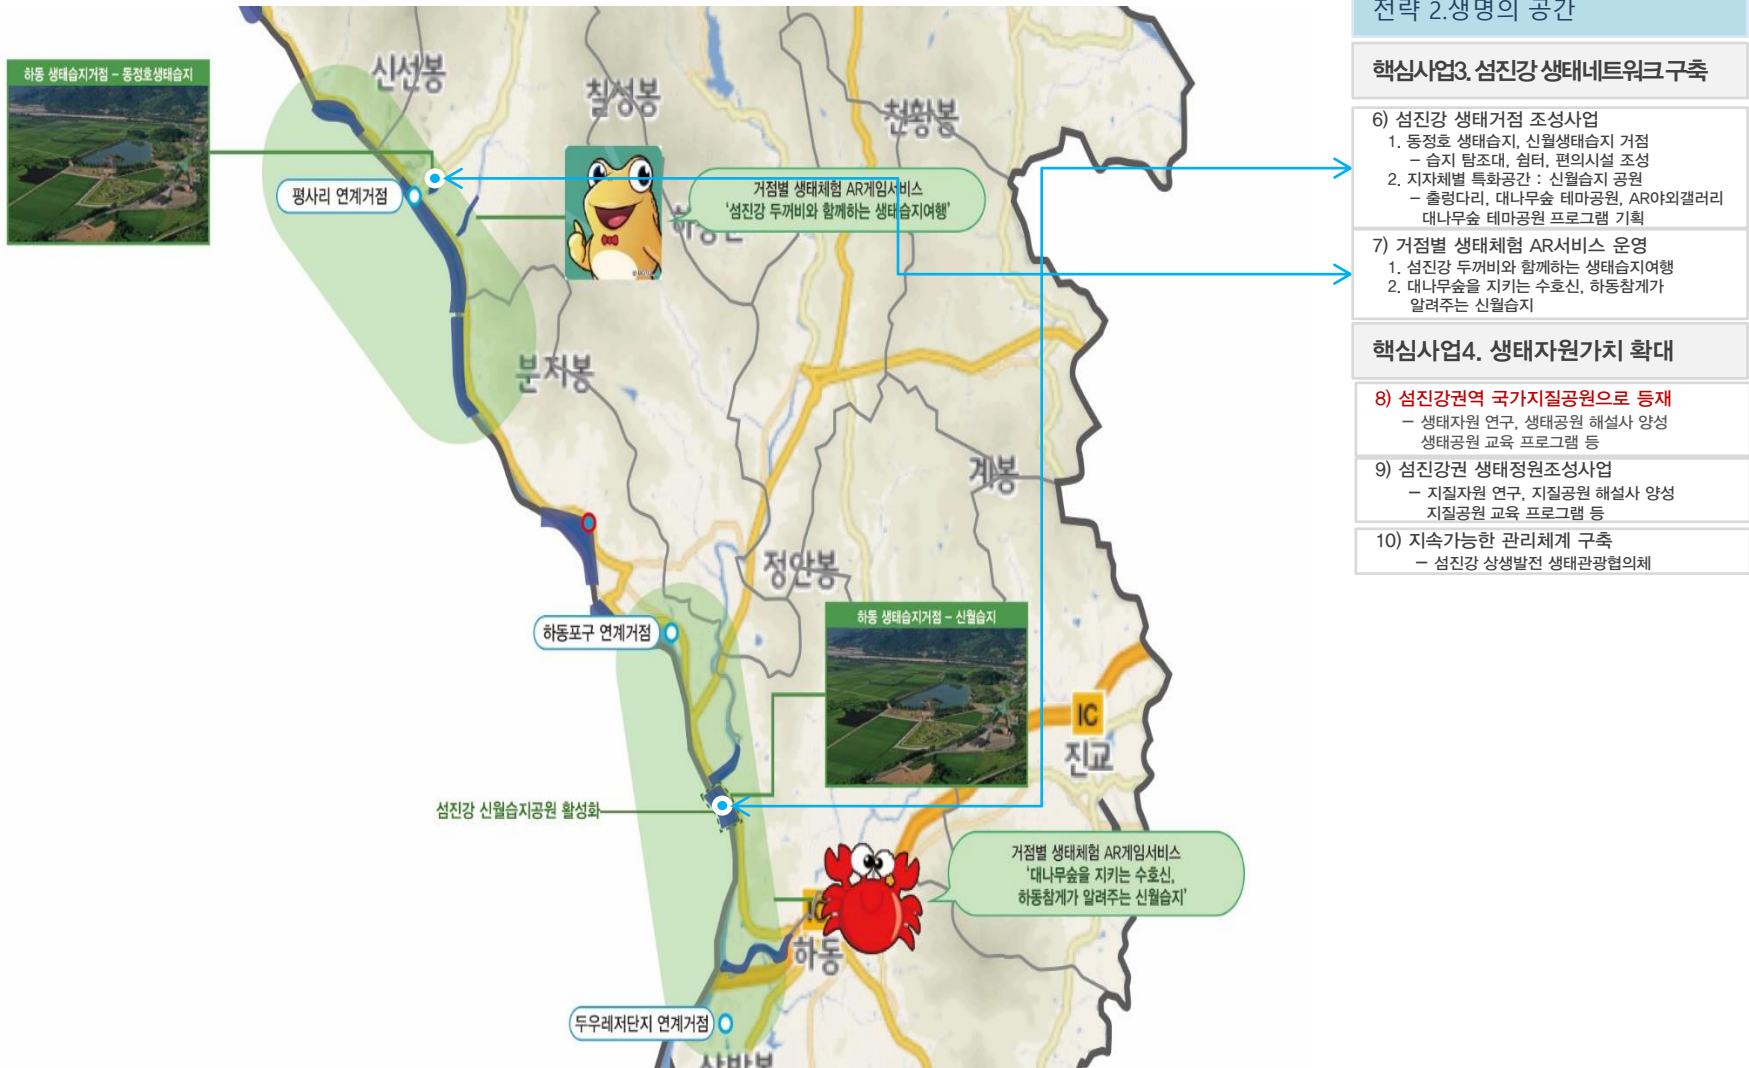 전략 2.생명의 공간
핵심사업3. 섬진강 생태네트워크 구축
6) 섬진강 생태거점 조성사업
1. 동정호 생태습지, 신월생태습지 거점
– 습지 탐조대, 쉼터, 편의시설 조성
2. 지자체별 특화공간 : 신월습지 공원
– 출렁다리, 대나무숲 테마공원, AR야외갤러리
대나무숲 테마공원 프로그램 기획
7) 거점별 생태체험 AR서비스 운영
1. 섬진강 두꺼비와 함께하는 생태습지여행
2. 대나무숲을 지키는 수호신, 하동참게가
알려주는 신월습지
핵심사업4. 생태자원가치 확대
8) 섬진강권역 국가지질공원으로 등재
– 생태자원 연구, 생태공원 해설사 양성
생태공원 교육 프로그램 등
9) 섬진강권 생태정원조성사업
– 지질자원 연구, 지질공원 해설사 양성
지질공원 교육 프로그램 등
10) 지속가능한 관리체계 구축
– 섬진강 상생발전 생태관광협의체
하동 생태습지거점 – 동정호생태습지
신선봉
칠성봉
천황봉
평사리 연계거점
거점별 생태체험 AR게임서비스
'섬진강 두꺼비와 함께하는 생태습지여행'
분지봉
계봉
정안봉
하동포구 연계거점
하동 생태습지거점 – 신월습지
IC
진교
섬진강 신월습지공원 활성화
거점별 생태체험 AR게임서비스
'대나무숲을 지키는 수호신,
하동참게가 알려주는 신월습지'
IC
하동
두우레저단지 연계거점